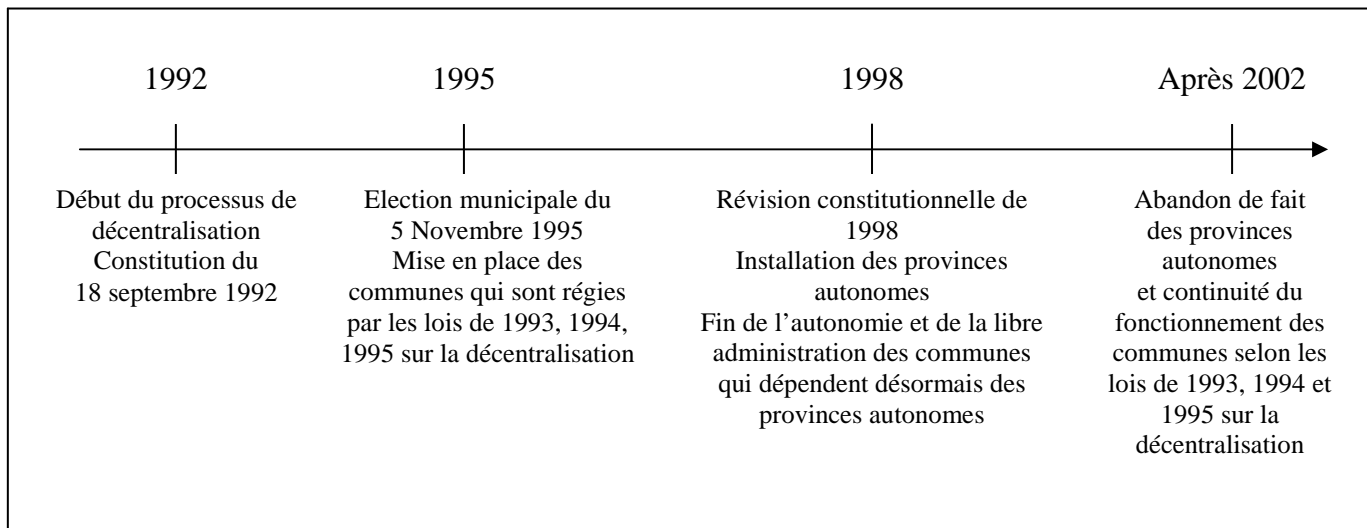 1992
1995
1998
Après 2002
Début du processus de
décentralisation
Constitution du
18 septembre 1992
Election municipale du
5 Novembre 1995
Mise en place des
communes qui sont régies
par les lois de 1993, 1994,
1995 sur la décentralisation
Révision constitutionnelle de
1998
Installation des provinces
autonomes
Fin de l’autonomie et de la libre
administration des communes
qui dépendent désormais des
provinces autonomes
Abandon de fait
des provinces
autonomes
et continuité du
fonctionnement des
communes selon les
lois de 1993, 1994 et
1995 sur la
décentralisation